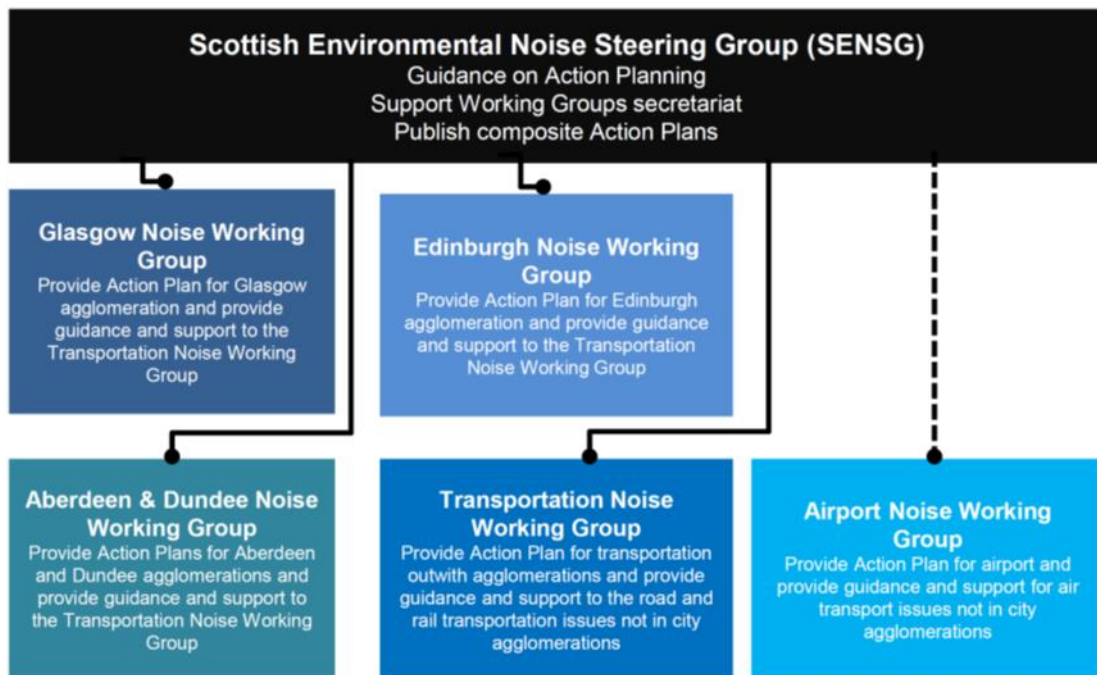 Scottish Environmental Noise Steering Group (SENSG)
Guidance on Action Planning
Support Working Groups secretariat
Publish composite Action Plans
Glasgow Noise Working
Group
Provide Action Plan for Glasgow
agglomeration and provide
guidance and support to the
Transportation Noise Working
Group
Edinburgh Noise Working
Group
Provide Action Plan for Edinburgh
agglomeration and provide guidance
and support to the Transportation
Noise Working Group
Aberdeen & Dundee Noise
Working Group
Provide Action Plans for Aberdeen
and Dundee agglomerations and
provide guidance and support to
the Transportation Noise Working
Group
Transportation Noise
Working Group
Provide Action Plan for transportation
outwith agglomerations and provide
guidance and support to the road and
rail transportation issues not in city
agglomerations
Airport Noise Working
Group
Provide Action Plan for airport and
provide guidance and support for air
transport issues not in city
agglomerations